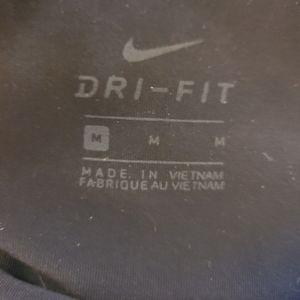 DRI-FIT
M M M
MADE IN VIETNAM
FABRIQUE AU VIETNAM